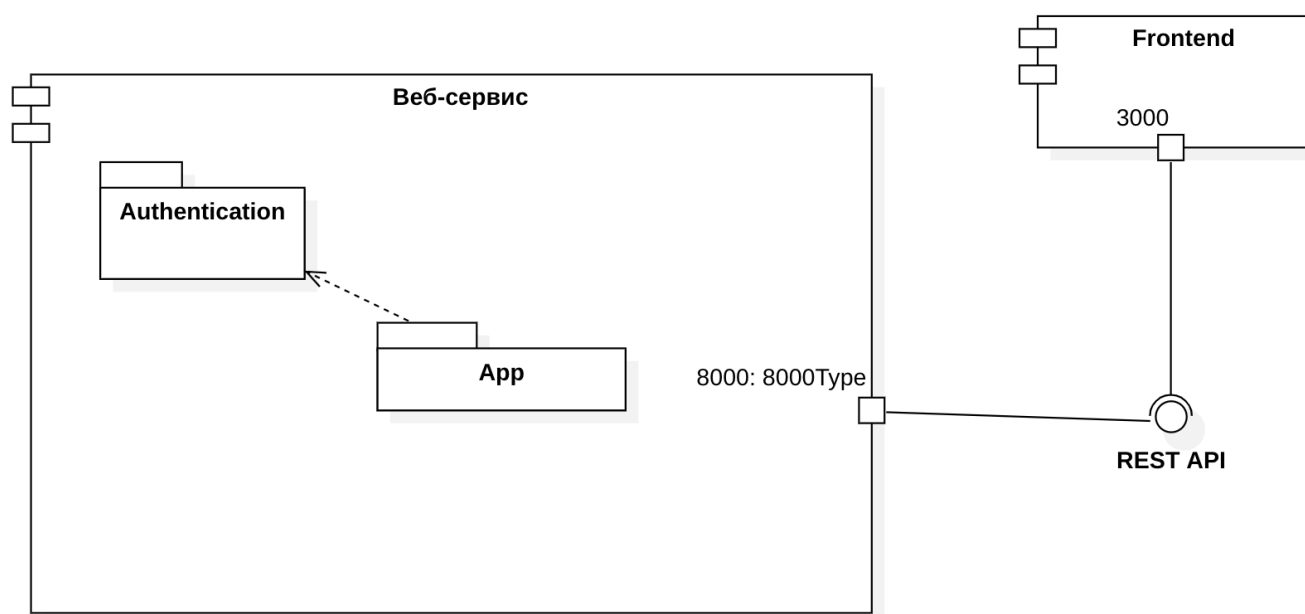 Frontend
Веб-сервис
3000
Authentication
App
8000: 8000Type
REST API